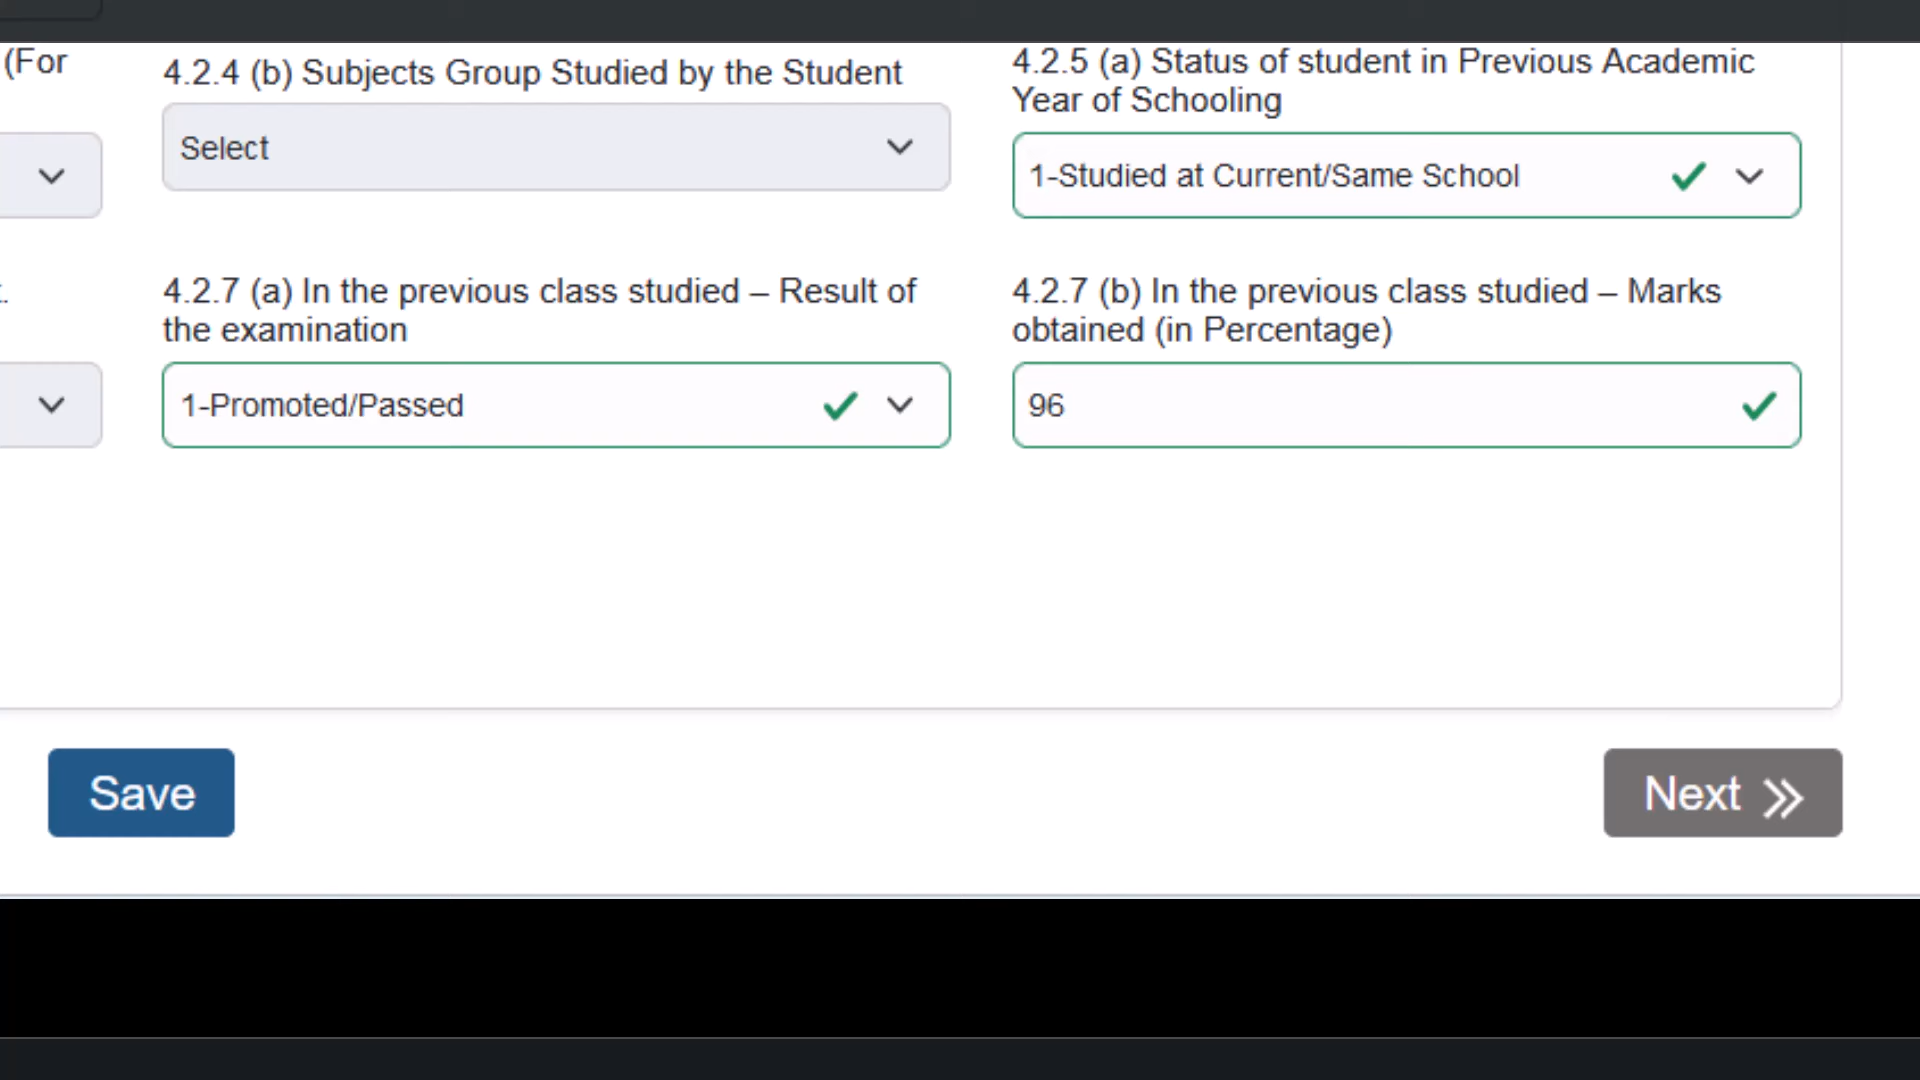 (For
4.2.4 (b) Subjects Group Studied by the Student
Select
4.2.5 (a) Status of student in Previous Academic
Year of Schooling
1-Studied at Current/Same School
4.2.7 (a) In the previous class studied – Result of
the examination
1-Promoted/Passed
4.2.7 (b) In the previous class studied – Marks
obtained (in Percentage)
96
Save
Next